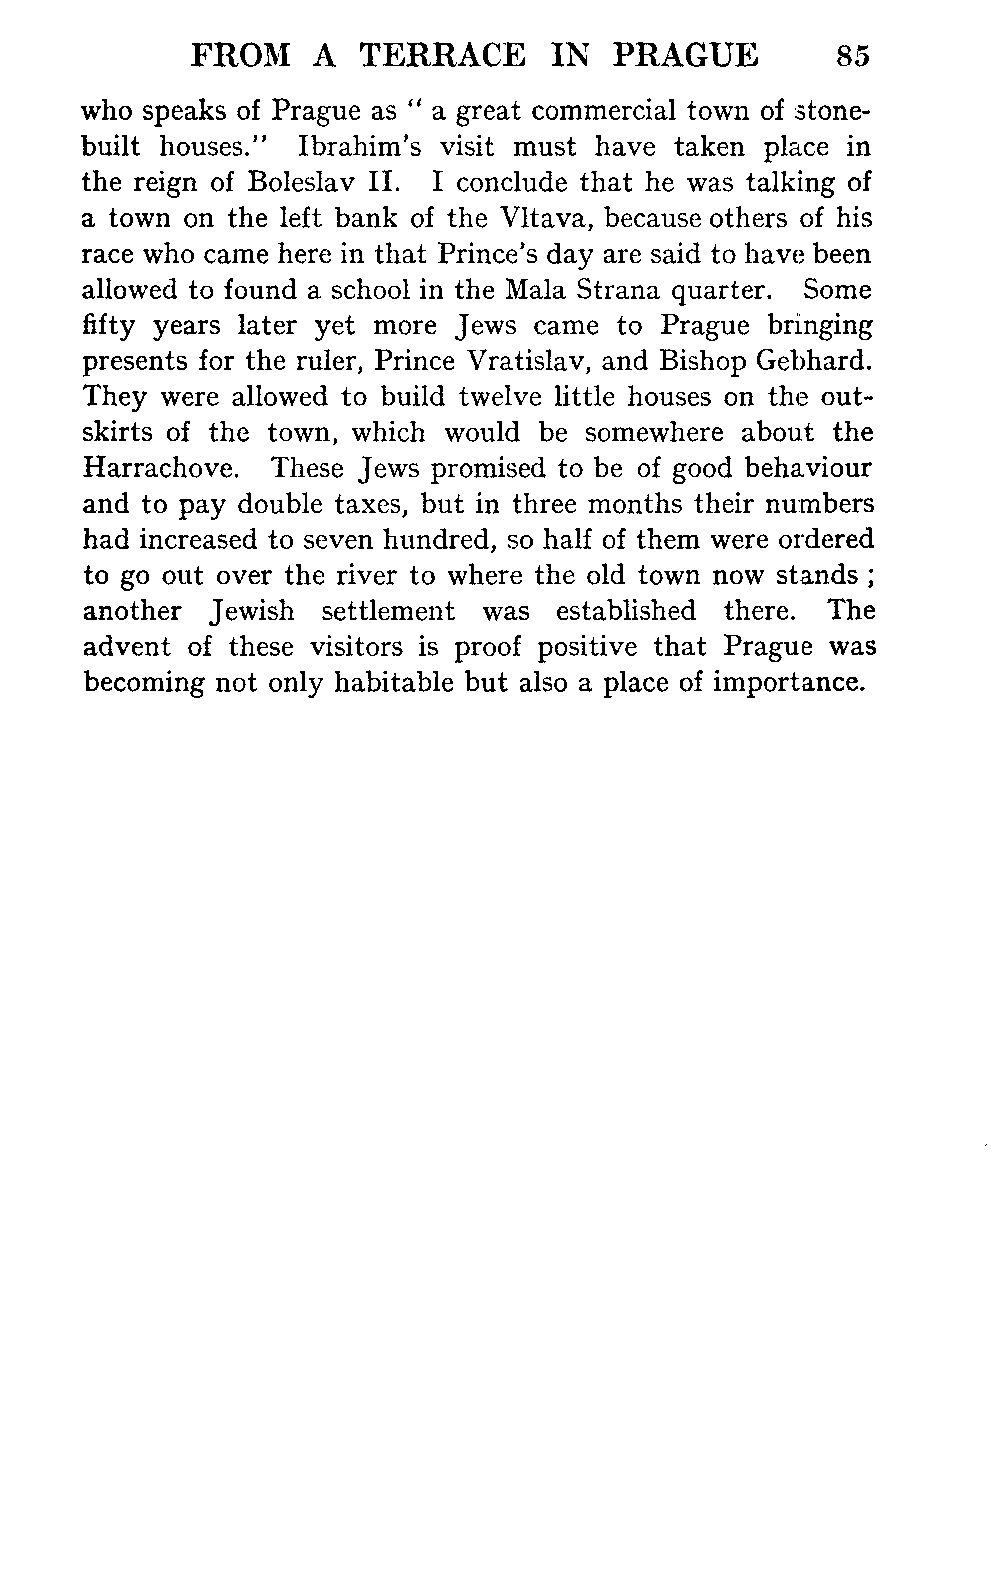 FROM A TERRACE IN PRAGUE 85
who speaks of Prague as " a great commercial town of stone-
built houses." Ibrahim's visit must have taken place in
the reign of Boleslav II. I conclude that he was talking of
a town on the left bank of the Vltava, because others of his
race who came here in that Prince's day are said to have been
allowed to found a school in the Mala Strana quarter. Some
fifty years later yet more Jews came to Prague bringing
presents for the ruler, Prince Vratislav, and Bishop Gebhard.
They were allowed to build twelve little houses on the out-
skirts of the town, which would be somewhere about the
Harrachove. These Jews promised to be of good behaviour
and to pay double taxes, but in three months their numbers
had increased to seven hundred, so half of them were ordered
to go out over the river to where the old town now stands ;
another Jewish settlement was established there. The
advent of these visitors is proof positive that Prague was
becoming not only habitable but also a place of importance.